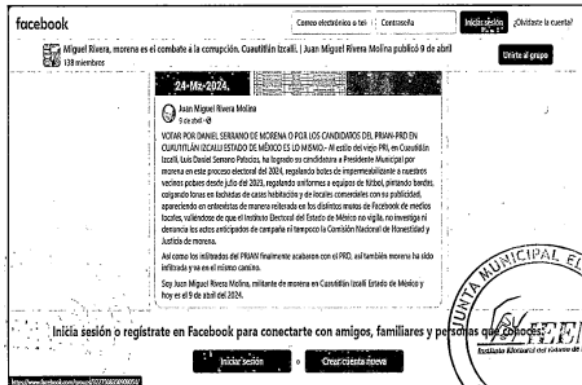 facebook
Correo electrónico o tel
Contraseña
Iniciar sesión
¿Olvidaste la cuenta?
Miguel Rivera, morena es el combate a la corrupción. Cuautitlán Izcalli. | Juan Miguel Rivera Molina publicó 9 de abril
138 miembros
Unirte al grupo
24-Mz-2024,
Juan Miguel Rivera Molina
9 de abril
VOTAR POR DANIEL SERRANO DE MORENA O POR LOS CANDIDATOS DEL PRIAN-PRD EN
CUAUTITLÁN IZCALLI ESTADO DE MÉXICO ES LO MISMO.- Al estilo del viejo PRI, en Cuautitlán
Izcalli, Luis Daniel Serrano Palacios, ha logrado su candidatura a Presidente Municipal por
morena en este proceso electoral del 2024, regalando botes de impermeabilizante a nuestros
vecinos pobres desde julio del 2023, regalando uniformes a equipos de fútbol, pintando bardas,
colgando lonas en fachadas de casas habitación y de locales comerciales con su publicidad,
apareciendo en entrevistas de manera reiterada en los distintos muros de Facebook de medios
locales, valiéndose de que el Instituto Electoral del Estado de México no vigila, no investiga ni
denuncia los actos anticipados de campaña ni tampoco la Comisión Nacional de Honestidad y
Justicia de morena.
Así como los infiltrados del PRIAN finalmente acabaron con el PRD, así también morena ha sido
infiltrada y va en el mismo camino.
Soy Juan Miguel Rivera Molina, militante de morena en Cuautitlán Izcalli Estado de México y
hoy es el 9 de abril del 2024.
JUNTA MUNICIPAL EL
IEEM
Instituto Electoral del Estado de
Inicia sesión o regístrate en Facebook para conectarte con amigos, familiares y personas que conoces.
Iniciar sesión
o
Crear cuenta nueva